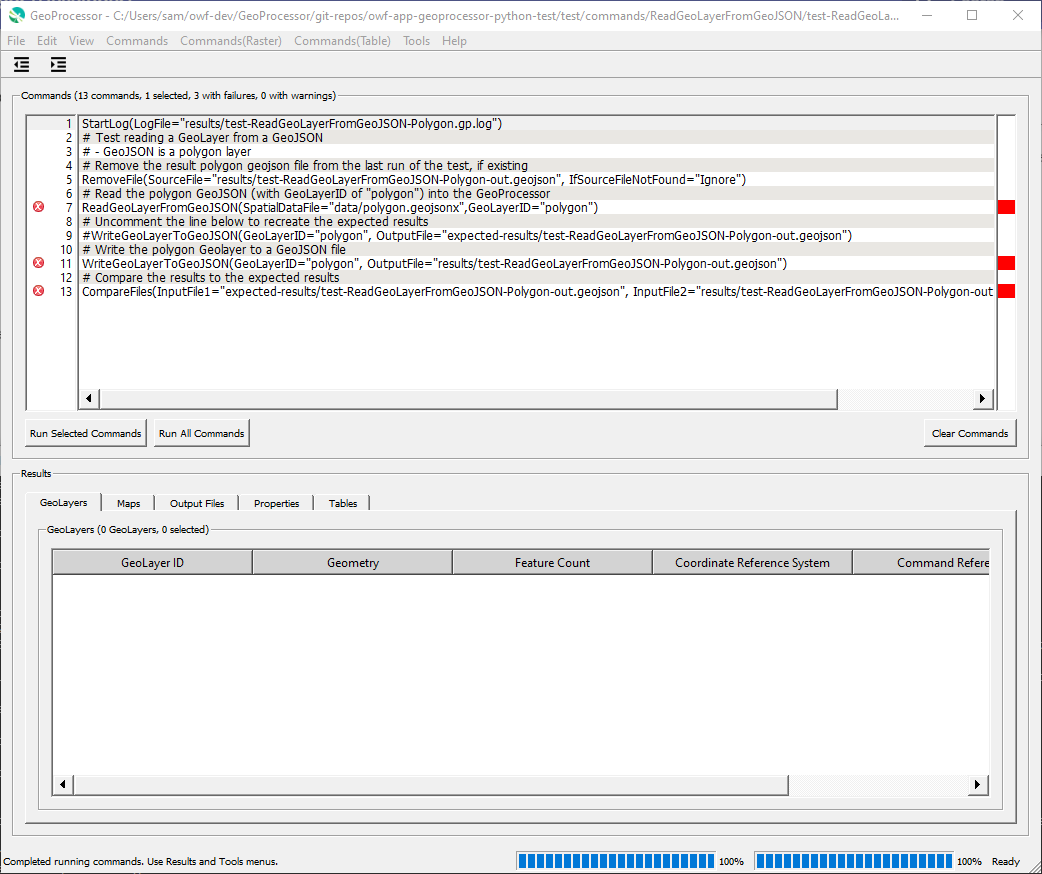 GeoProcessor - C:/Users/sam/owf-dev/GeoProcessor/git-repos/owf-app-geoprocessor-python-test/test/commands/ReadGeoLayerFromGeoJSON/test-ReadGeoLa...
File Edit View Commands Commands(Raster) Commands(Table) Tools Help
Commands (13 commands, 1 selected, 3 with failures, 0 with warnings)
1 StartLog(LogFile="results/test-ReadGeoLayerFromGeoJSON-Polygon.gp.log")
2 # Test reading a GeoLayer from a GeoJSON
3 # - GeoJSON is a polygon layer
4 # Remove the result polygon geojson file from the last run of the test, if existing
5 RemoveFile(SourceFile="results/test-ReadGeoLayerFromGeoJSON-Polygon-out.geojson", IfSourceFileNotFound="Ignore")
6 # Read the polygon GeoJSON (with GeoLayerID of "polygon") into the GeoProcessor
7 ReadGeoLayerFromGeoJSON(SpatialDataFile="data/polygon.geojsonx",GeoLayerID="polygon")
8 # Uncomment the line below to recreate the expected results
9 #WriteGeoLayerToGeoJSON(GeoLayerID="polygon", OutputFile="expected-results/test-ReadGeoLayerFromGeoJSON-Polygon-out.geojson")
10 # Write the polygon Geolayer to a GeoJSON file
11 WriteGeoLayerToGeoJSON(GeoLayerID="polygon", OutputFile="results/test-ReadGeoLayerFromGeoJSON-Polygon-out.geojson")
12 # Compare the results to the expected results
13 CompareFiles(InputFile1="expected-results/test-ReadGeoLayerFromGeoJSON-Polygon-out.geojson", InputFile2="results/test-ReadGeoLayerFromGeoJSON-Polygon-out
Run Selected Commands Run All Commands Clear Commands
Results
GeoLayers Maps Output Files Properties Tables
GeoLayers (0 GeoLayers, 0 selected)
GeoLayer ID Geometry Feature Count Coordinate Reference System Command Refere
Completed running commands. Use Results and Tools menus. 100% 100% Ready